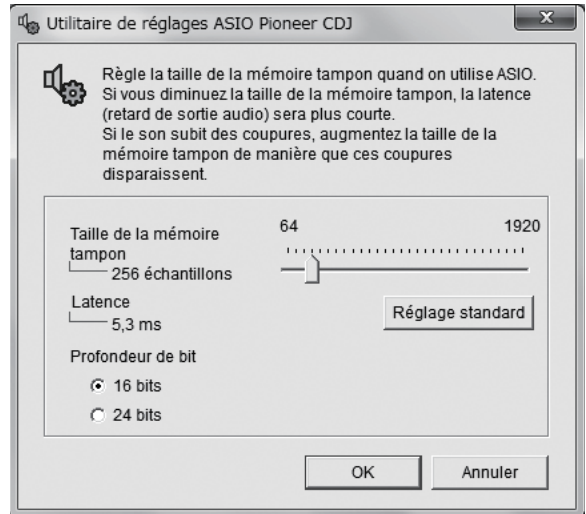 Utilitaire de réglages ASIO Pioneer CDJ
Règle la taille de la mémoire tampon quand on utilise ASIO.
Si vous diminuez la taille de la mémoire tampon, la latence
(retard de sortie audio) sera plus courte.
Si le son subit des coupures, augmentez la taille de la
mémoire tampon de manière que ces coupures
disparaissent.
Taille de la mémoire
tampon
256 échantillons
64
1920
Latence
5,3 ms
Réglage standard
Profondeur de bit
16 bits
24 bits
OK
Annuler